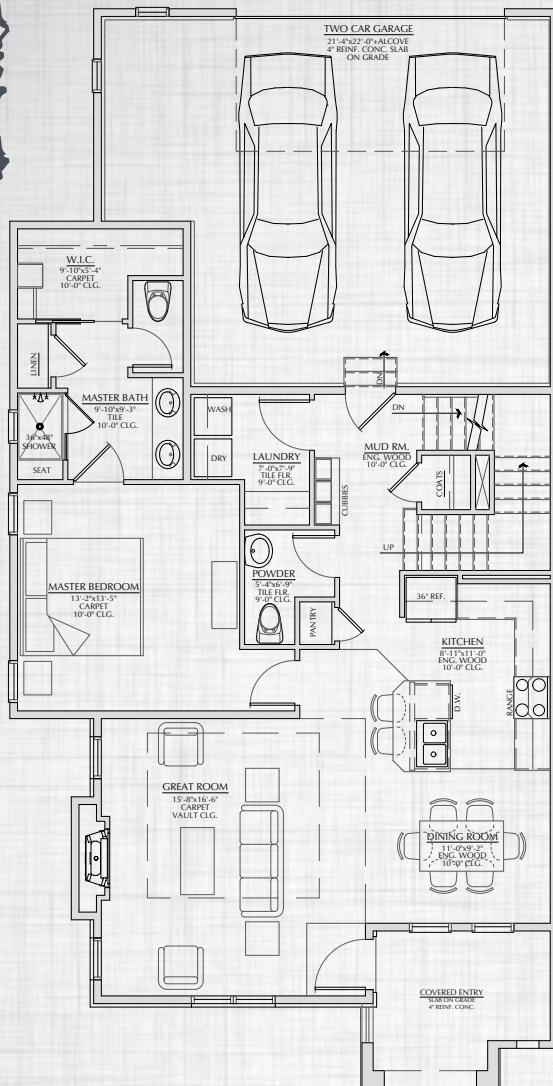 TWO CAR GARAGE
21'-4"x22'-0"+ALCOVE
4" REINF. CONC. SLAB
ON GRADE
W.I.C.
9'-10"x5'-4"
CARPET
10'-0" CLG.
LINEN
MASTER BATH
9'-10"x9'-3"
TILE
10'-0" CLG.
36"x48"
SHOWER
SEAT
WASH
DRY
LAUNDRY
7'-0"x7'-9"
TILE FLR.
9'-0" CLG.
CUBBIES
MUD RM.
ENG. WOOD
10'-0" CLG.
DN
DN
COATS
UP
MASTER BEDROOM
13'-2"x13'-5"
CARPET
10'-0" CLG.
POWDER
5'-4"x6'-9"
TILE FLR.
9'-0" CLG.
PANTRY
36" REF.
KITCHEN
8'-11"x11'-0"
ENG. WOOD
10'-0" CLG.
D.W.
RANGE
GREAT ROOM
15'-8"x16'-6"
CARPET
VAULT CLG.
DINING ROOM
11'-0"x9'-2"
ENG. WOOD
10'-0" CLG.
COVERED ENTRY
SLAB ON GRADE
4" REINF. CONC.